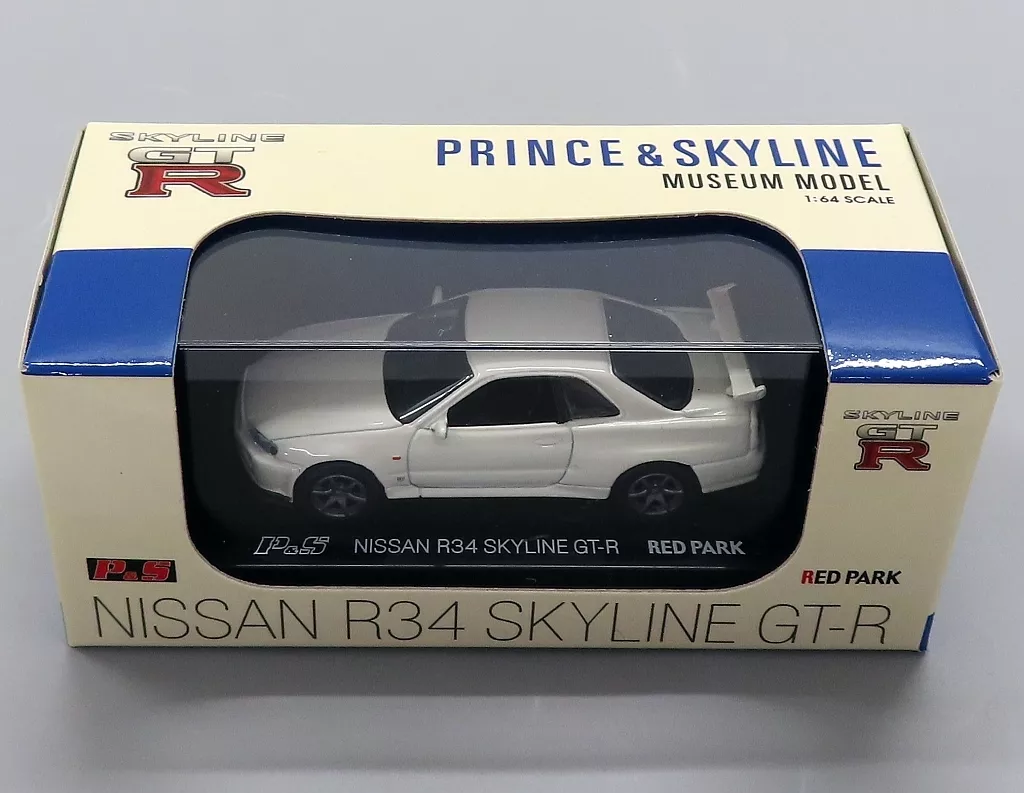 SKYLINE
GT
R
PRINCE & SKYLINE
MUSEUM MODEL
1:64 SCALE
SKYLINE
GT
R
P&S NISSAN R34 SKYLINE GT-R RED PARK
P&S
RED PARK
NISSAN R34 SKYLINE GT-R